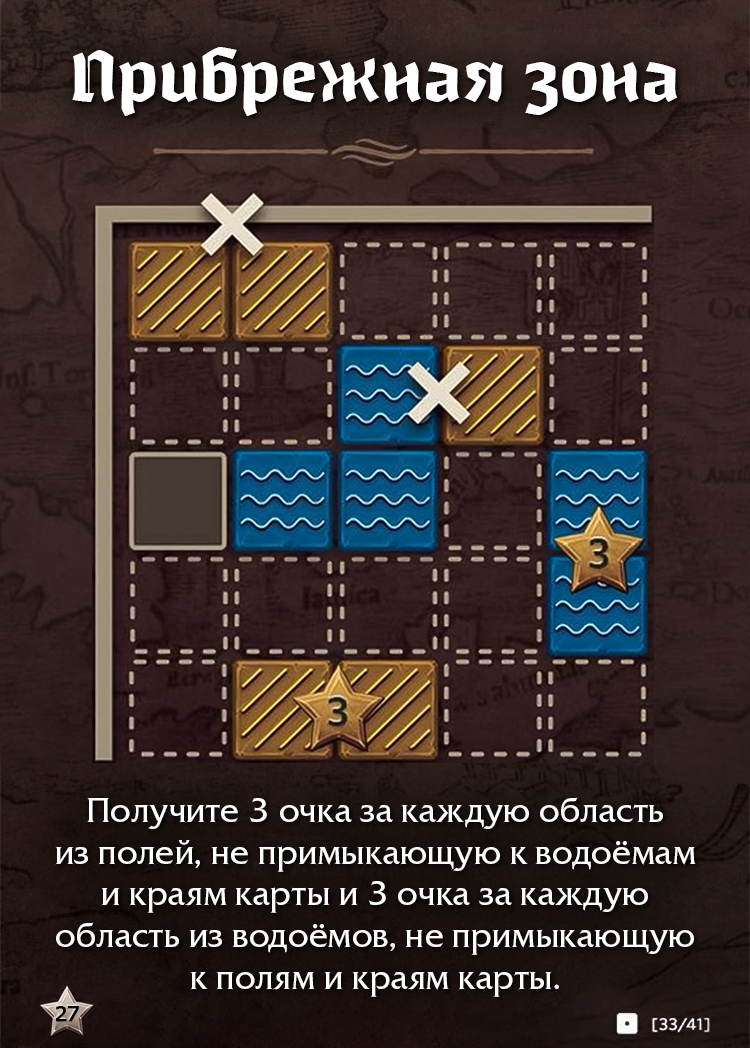 Прибрежная зона
3
3
Получите 3 очка за каждую область
из полей, не примыкающую к водоёмам
и краям карты и 3 очка за каждую
область из водоёмов, не примыкающую
к полям и краям карты.
27
[33/41]